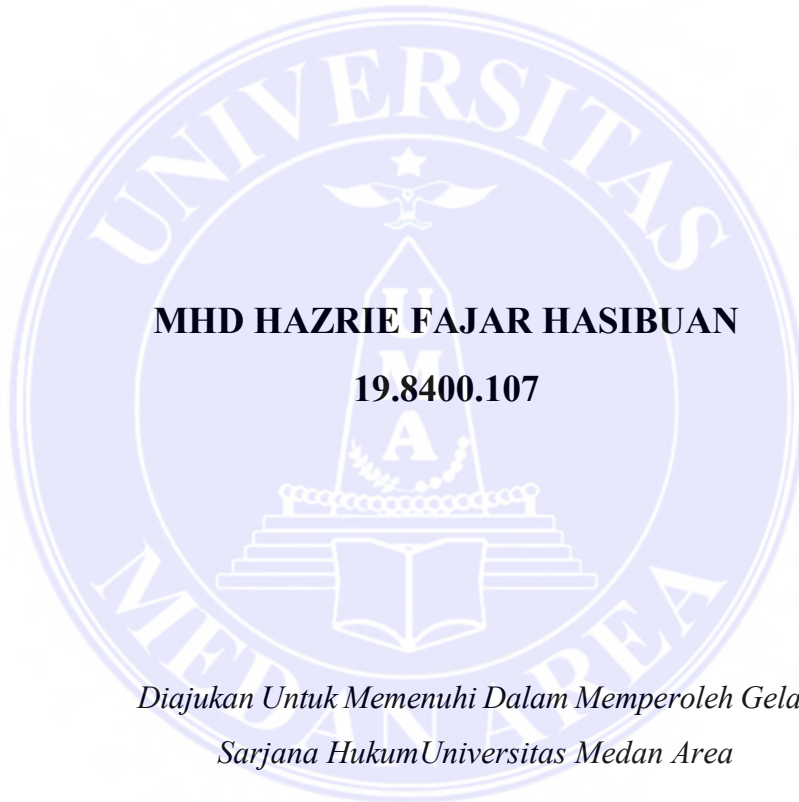 UNIVERSITAS
UMA
MHD HAZRIE FAJAR HASIBUAN
19.8400.107
MEDAN AREA
Diajukan Untuk Memenuhi Dalam Memperoleh Gela
Sarjana HukumUniversitas Medan Area